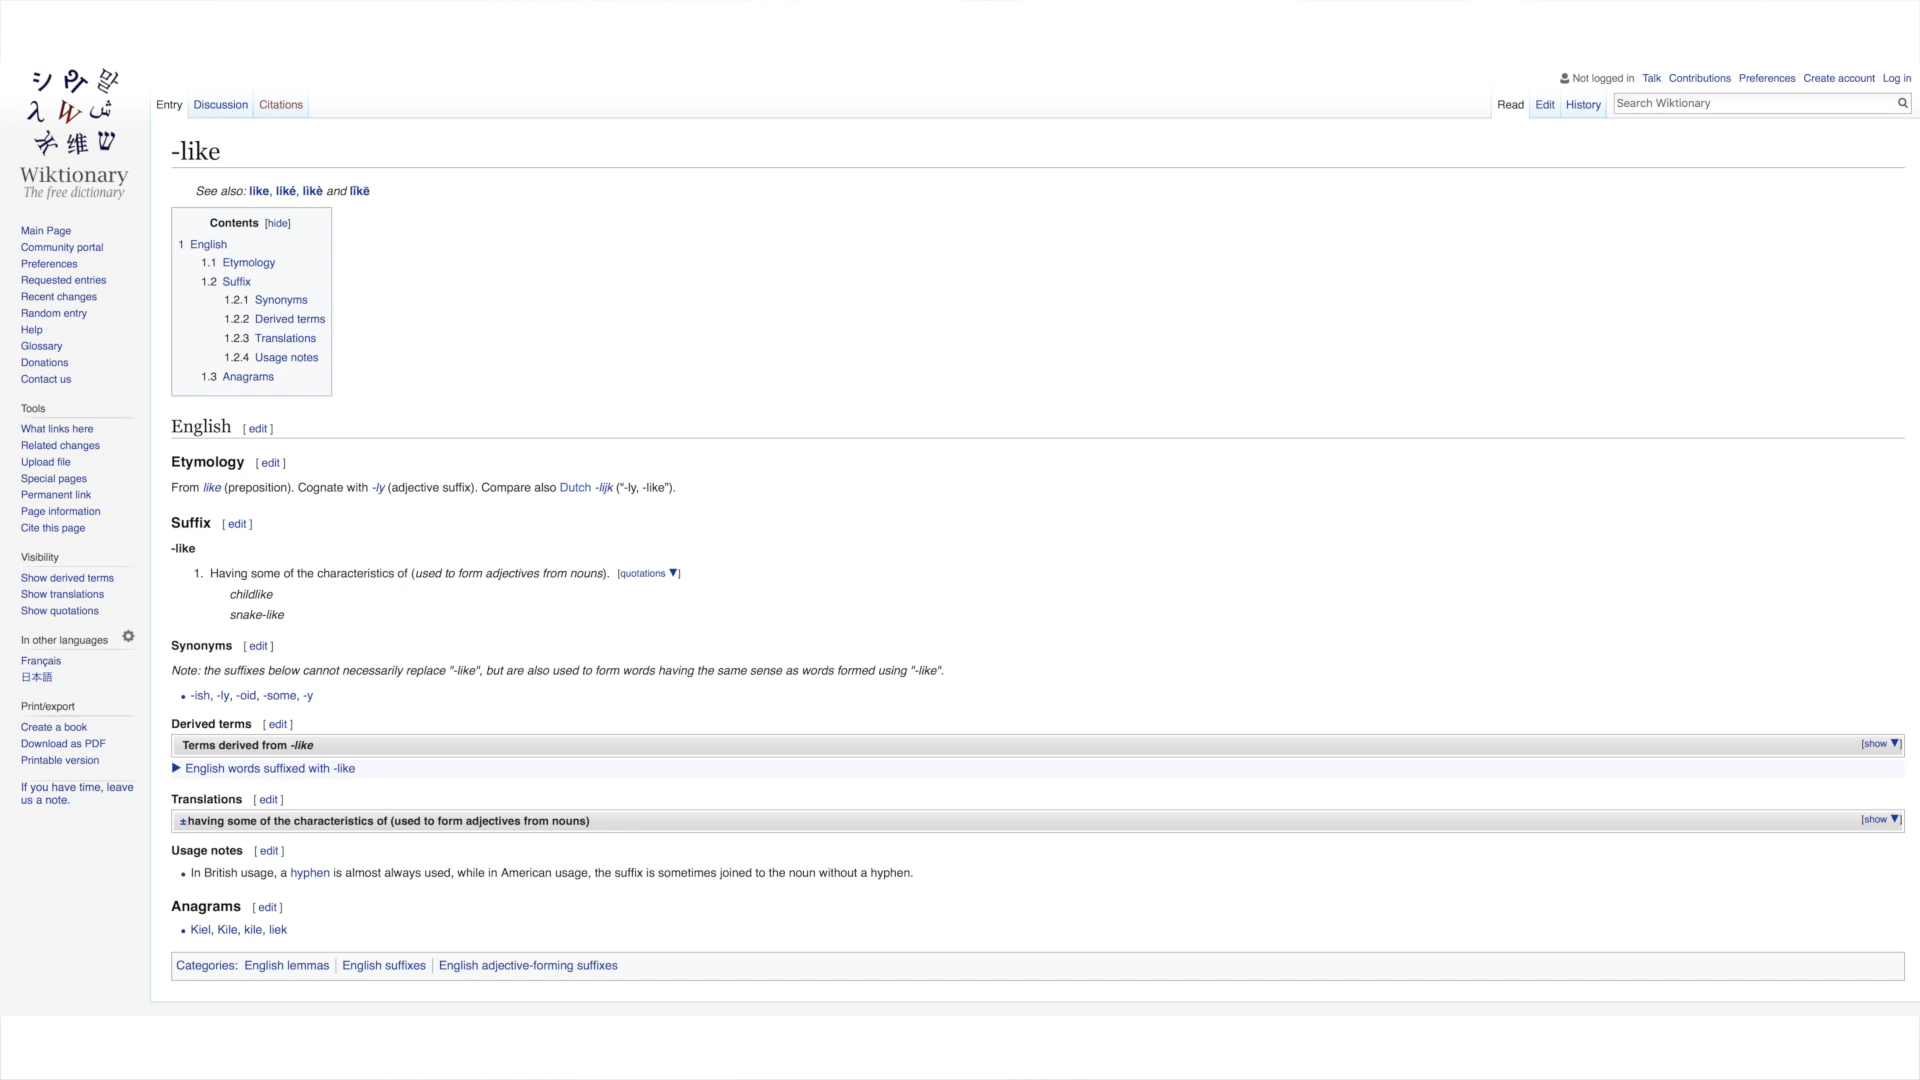 シ
말
λ
W
维
ש
Wiktionary
The free dictionary
Not logged in Talk Contributions Preferences Create account Log in
Entry Discussion Citations
Read Edit History Search Wiktionary
-like
See also: like, liké, lìkè and līkē
Contents [hide]
1 English
1.1 Etymology
1.2 Suffix
1.2.1 Synonyms
1.2.2 Derived terms
1.2.3 Translations
1.2.4 Usage notes
1.3 Anagrams
English [ edit ]
Etymology [ edit ]
From like (preposition). Cognate with -ly (adjective suffix). Compare also Dutch -lijk (“-ly, -like”).
Suffix [ edit ]
-like
1. Having some of the characteristics of (used to form adjectives from nouns). [quotations ▼]
childlike
snake-like
Synonyms [ edit ]
Note: the suffixes below cannot necessarily replace "-like", but are also used to form words having the same sense as words formed using "-like".
• -ish, -ly, -oid, -some, -y
Derived terms [ edit ]
Terms derived from -like [show ▼]
► English words suffixed with -like
Translations [ edit ]
±having some of the characteristics of (used to form adjectives from nouns) [show ▼]
Usage notes [ edit ]
• In British usage, a hyphen is almost always used, while in American usage, the suffix is sometimes joined to the noun without a hyphen.
Anagrams [ edit ]
• Kiel, Kile, kile, liek
Categories: English lemmas | English suffixes | English adjective-forming suffixes
Main Page
Community portal
Preferences
Requested entries
Recent changes
Random entry
Help
Glossary
Donations
Contact us
Tools
What links here
Related changes
Upload file
Special pages
Permanent link
Page information
Cite this page
Visibility
Show derived terms
Show translations
Show quotations
In other languages
Français
日本語
Print/export
Create a book
Download as PDF
Printable version
If you have time, leave
us a note.